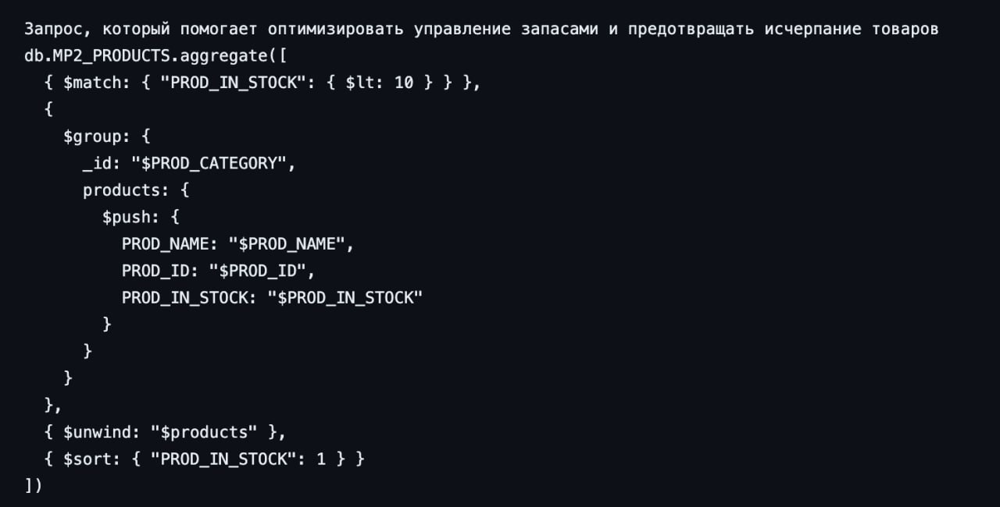 Запрос, который помогает оптимизировать управление запасами и предотвращать исчерпание товаров
db.MP2_PRODUCTS.aggregate([
  { $match: { "PROD_IN_STOCK": { $lt: 10 } } },
  {
    $group: {
      _id: "$PROD_CATEGORY",
      products: {
        $push: {
          PROD_NAME: "$PROD_NAME",
          PROD_ID: "$PROD_ID",
          PROD_IN_STOCK: "$PROD_IN_STOCK"
        }
      }
    }
  },
  { $unwind: "$products" },
  { $sort: { "PROD_IN_STOCK": 1 } }
])